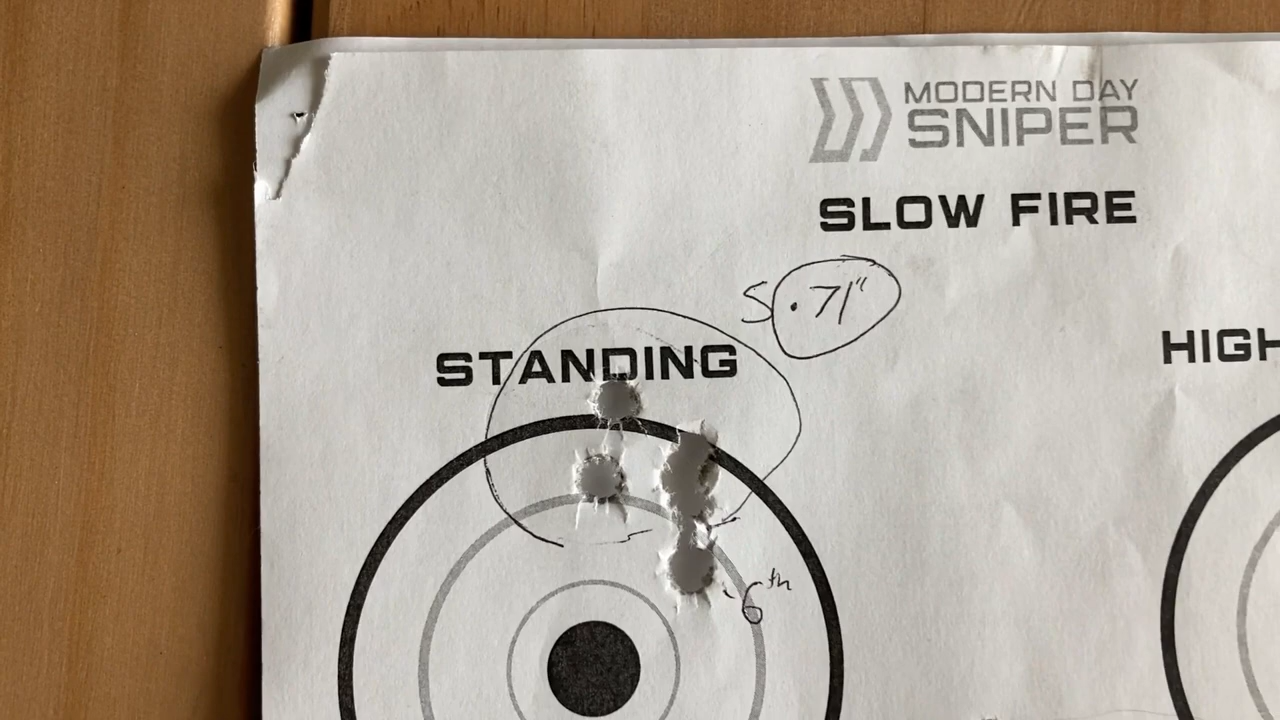 MODERN DAY
SNIPER
SLOW FIRE
5 .71"
STANDING
HIGH
6th